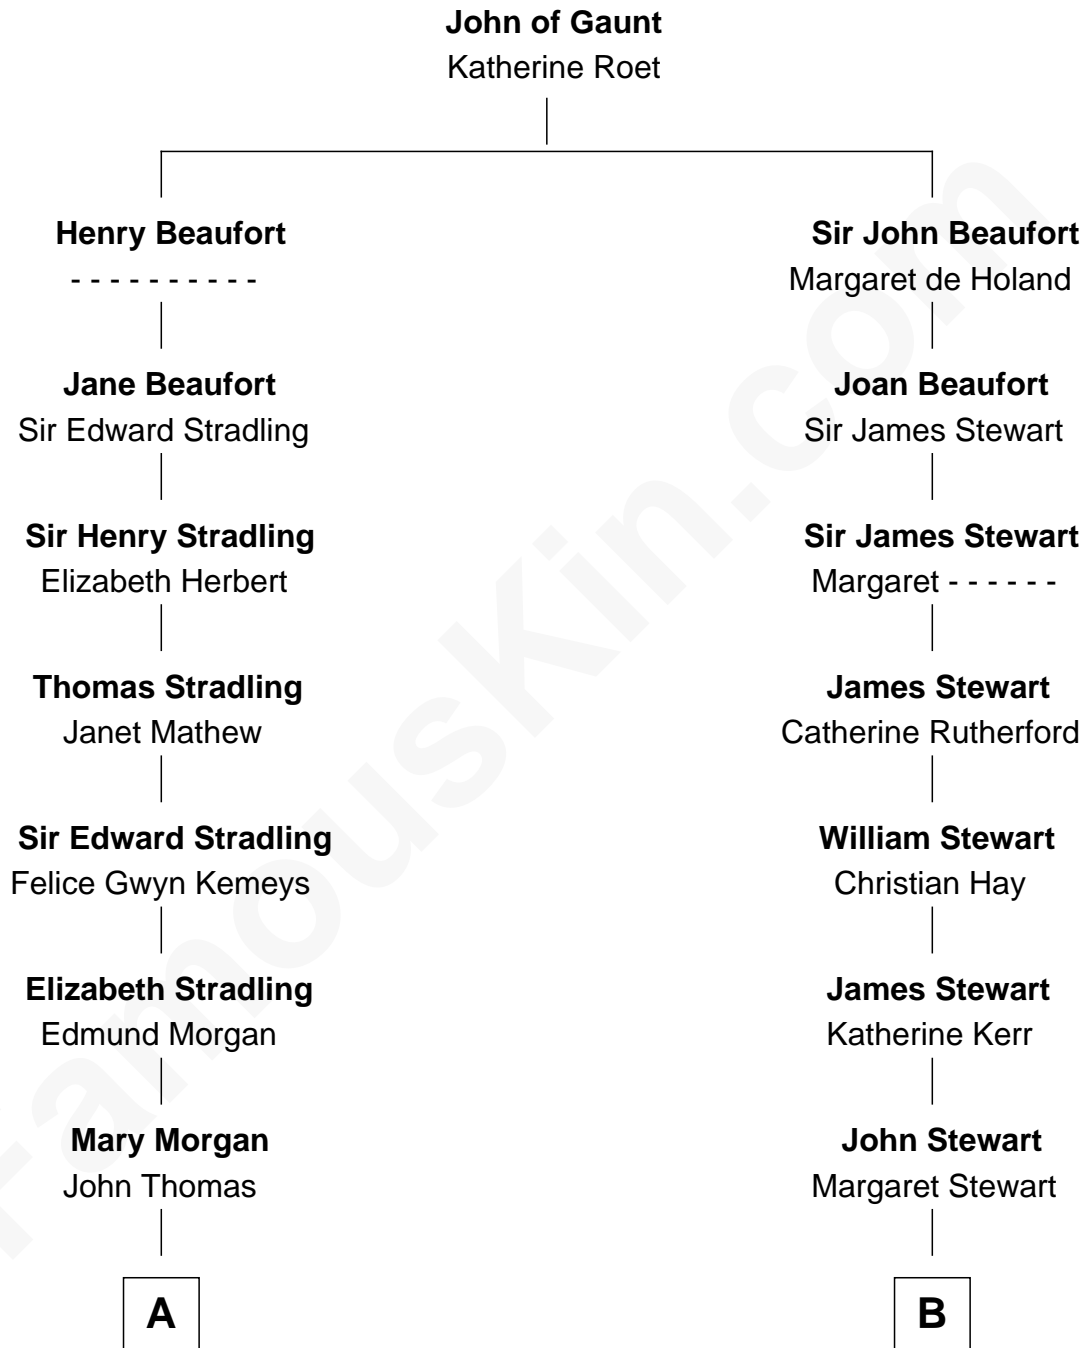 John of Gaunt
Katherine Roet
Henry Beaufort
- - - - - - - - - -
Jane Beaufort
Sir Edward Stradling
Sir Henry Stradling
Elizabeth Herbert
Thomas Stradling
Janet Mathew
Sir Edward Stradling
Felice Gwyn Kemeys
Elizabeth Stradling
Edmund Morgan
Mary Morgan
John Thomas
A
Sir John Beaufort
Margaret de Holand
Joan Beaufort
Sir James Stewart
Sir James Stewart
Margaret - - - - - -
James Stewart
Catherine Rutherford
William Stewart
Christian Hay
James Stewart
Katherine Kerr
John Stewart
Margaret Stewart
B
FamousKin.com